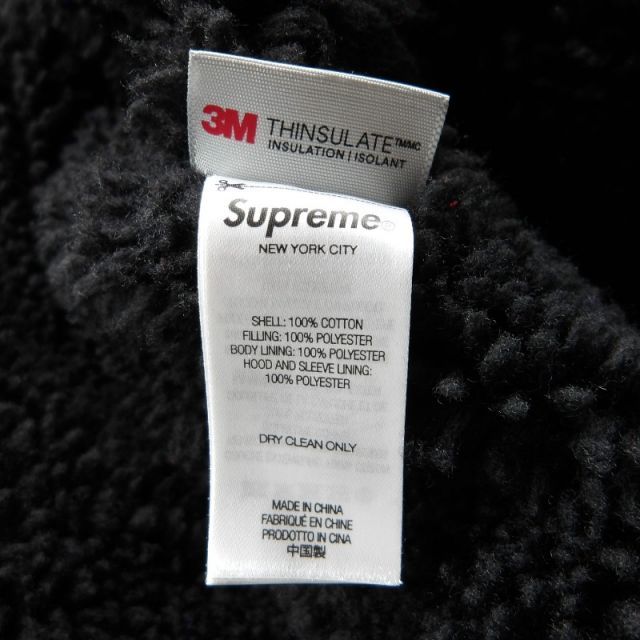 3M THINSULATE™/MC
INSULATION | ISOLANT
Supreme®
NEW YORK CITY
SHELL: 100% COTTON
FILLING: 100% POLYESTER
BODY LINING: 100% POLYESTER
HOOD AND SLEEVE LINING:
100% POLYESTER
DRY CLEAN ONLY
MADE IN CHINA
FABRIQUÉ EN CHINE
PRODOTTO IN CINA
中国製